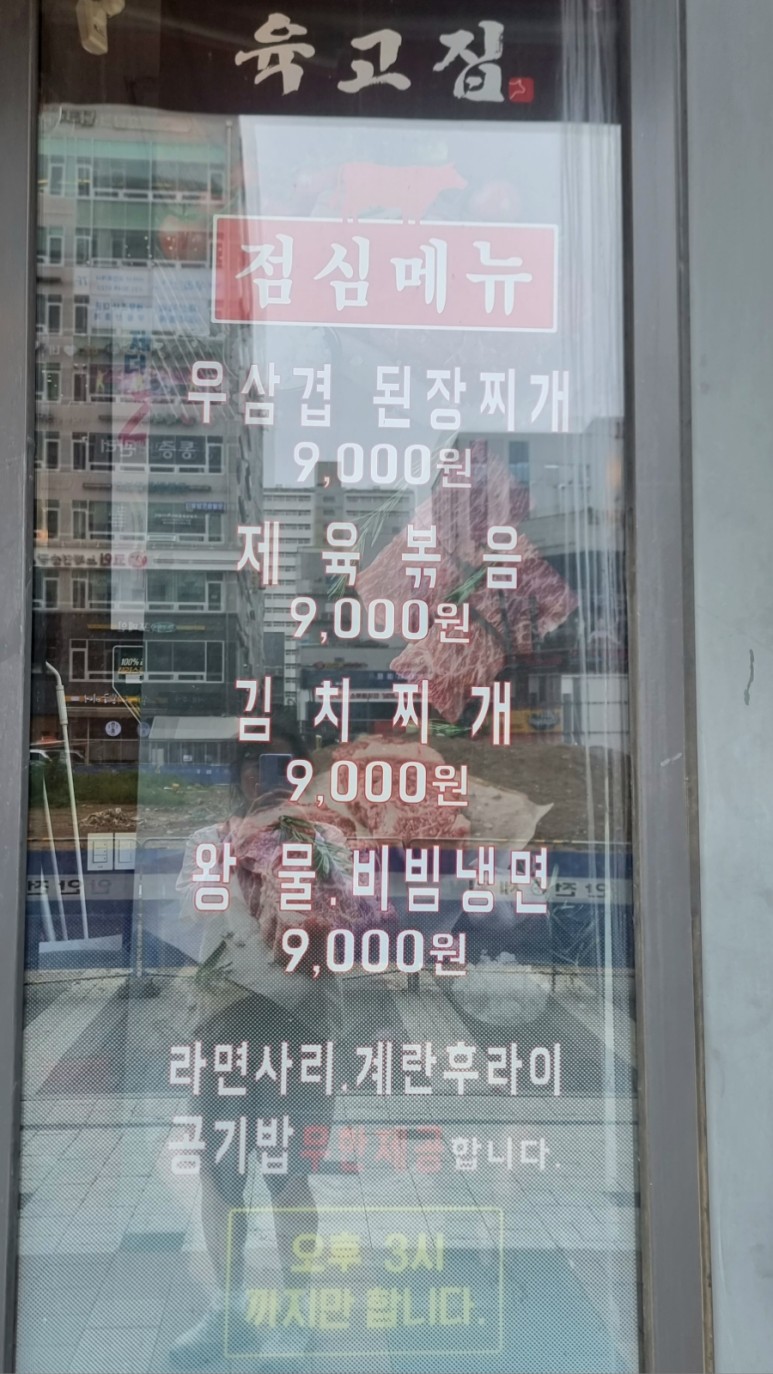 육고집
점심메뉴
우삼겹 된장찌개
9,000원
제육볶음
9,000원
김치찌개
9,000원
왕 물.비빔냉면
9,000원
라면사리.계란후라이
공기밥 무한제공합니다.
오후 3시
까지만 합니다.